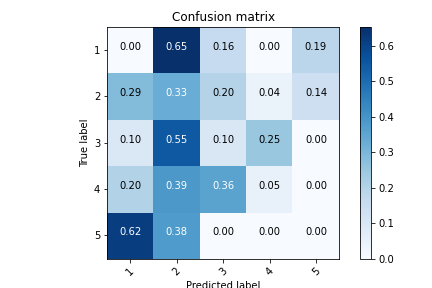 Confusion matrix
1 0.00 0.65 0.16 0.00 0.19
2 0.29 0.33 0.20 0.04 0.14
3 0.10 0.55 0.10 0.25 0.00
4 0.20 0.39 0.36 0.05 0.00
5 0.62 0.38 0.00 0.00 0.00
1 2 3 4 5
True label
Predicted label
0.6
0.5
0.4
0.3
0.2
0.1
0.0